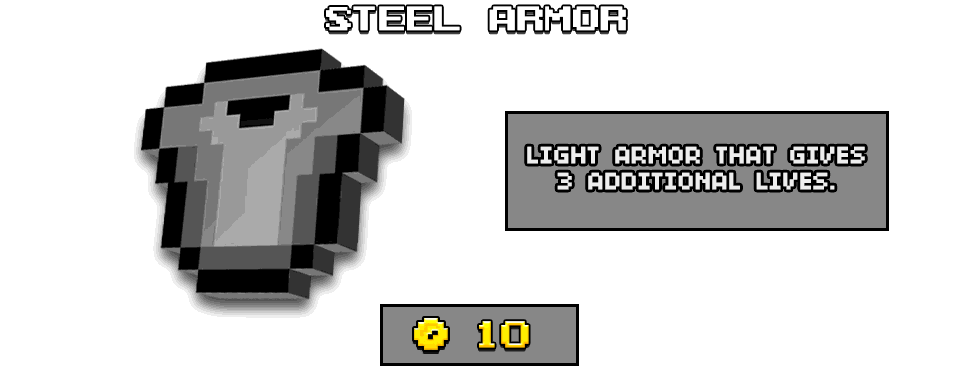 STEEL ARMOR
LIGHT ARMOR THAT GIVES
3 ADDITIONAL LIVES.
10